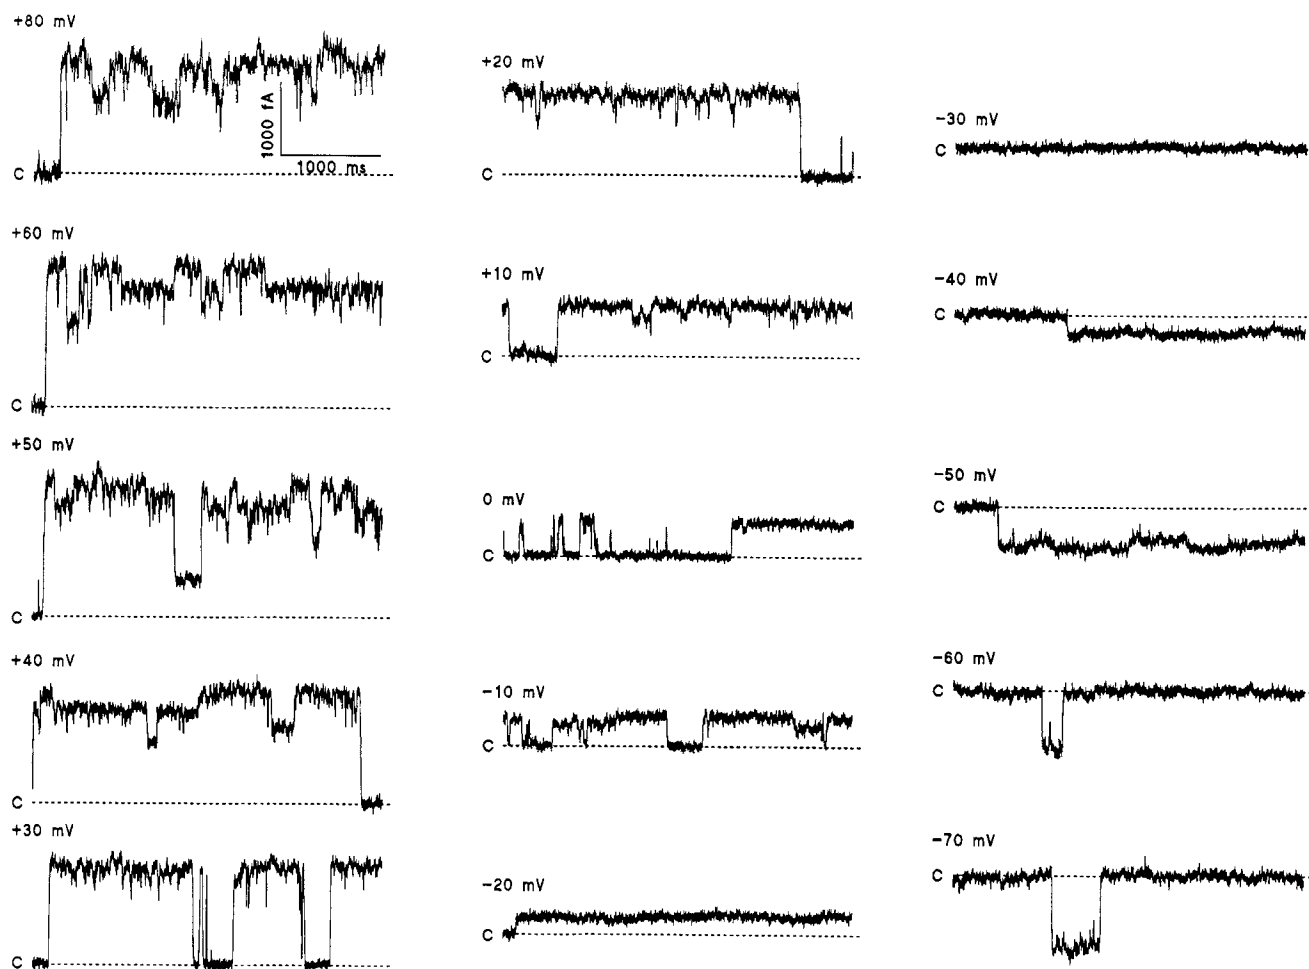 +80 mV
1000 fA
1000 ms
C
+60 mV
C
+50 mV
C
+40 mV
C
+30 mV
C
+20 mV
C
+10 mV
C
0 mV
C
-10 mV
C
-20 mV
C
-30 mV
C
-40 mV
C
-50 mV
C
-60 mV
C
-70 mV
C